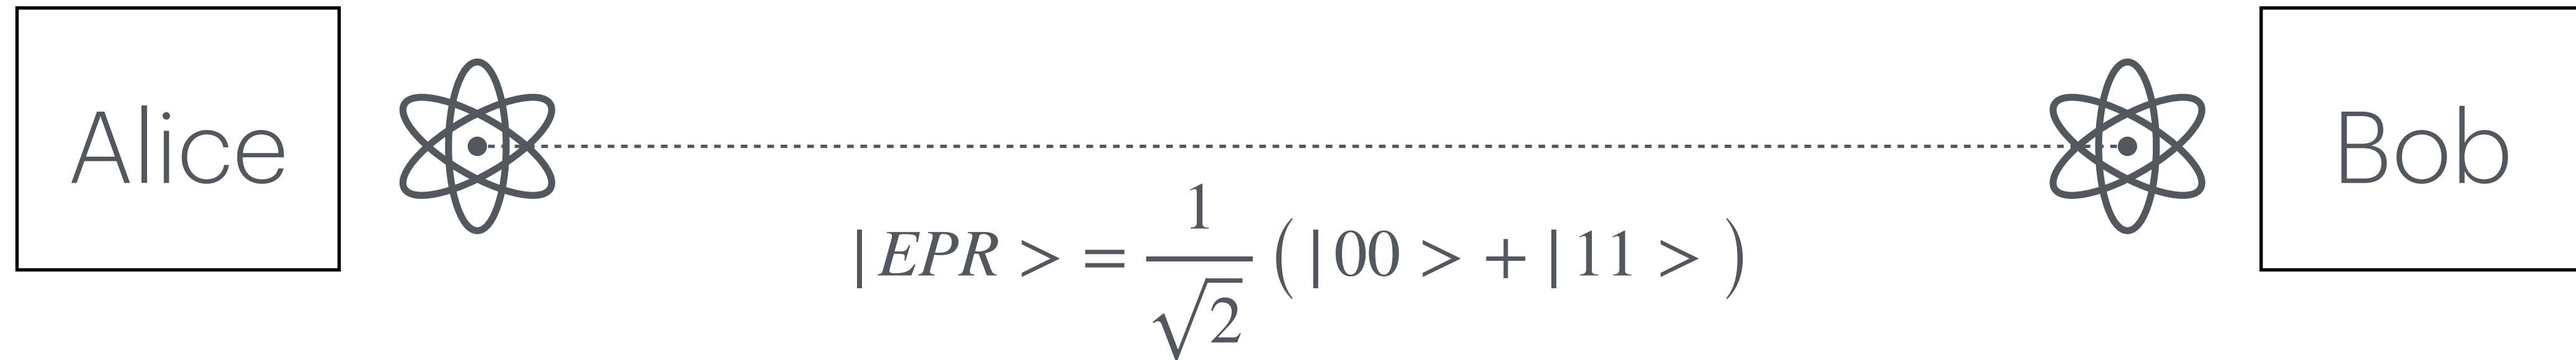 Alice
Bob
|EPR > = 1/√2 ( |00 > + |11 > )